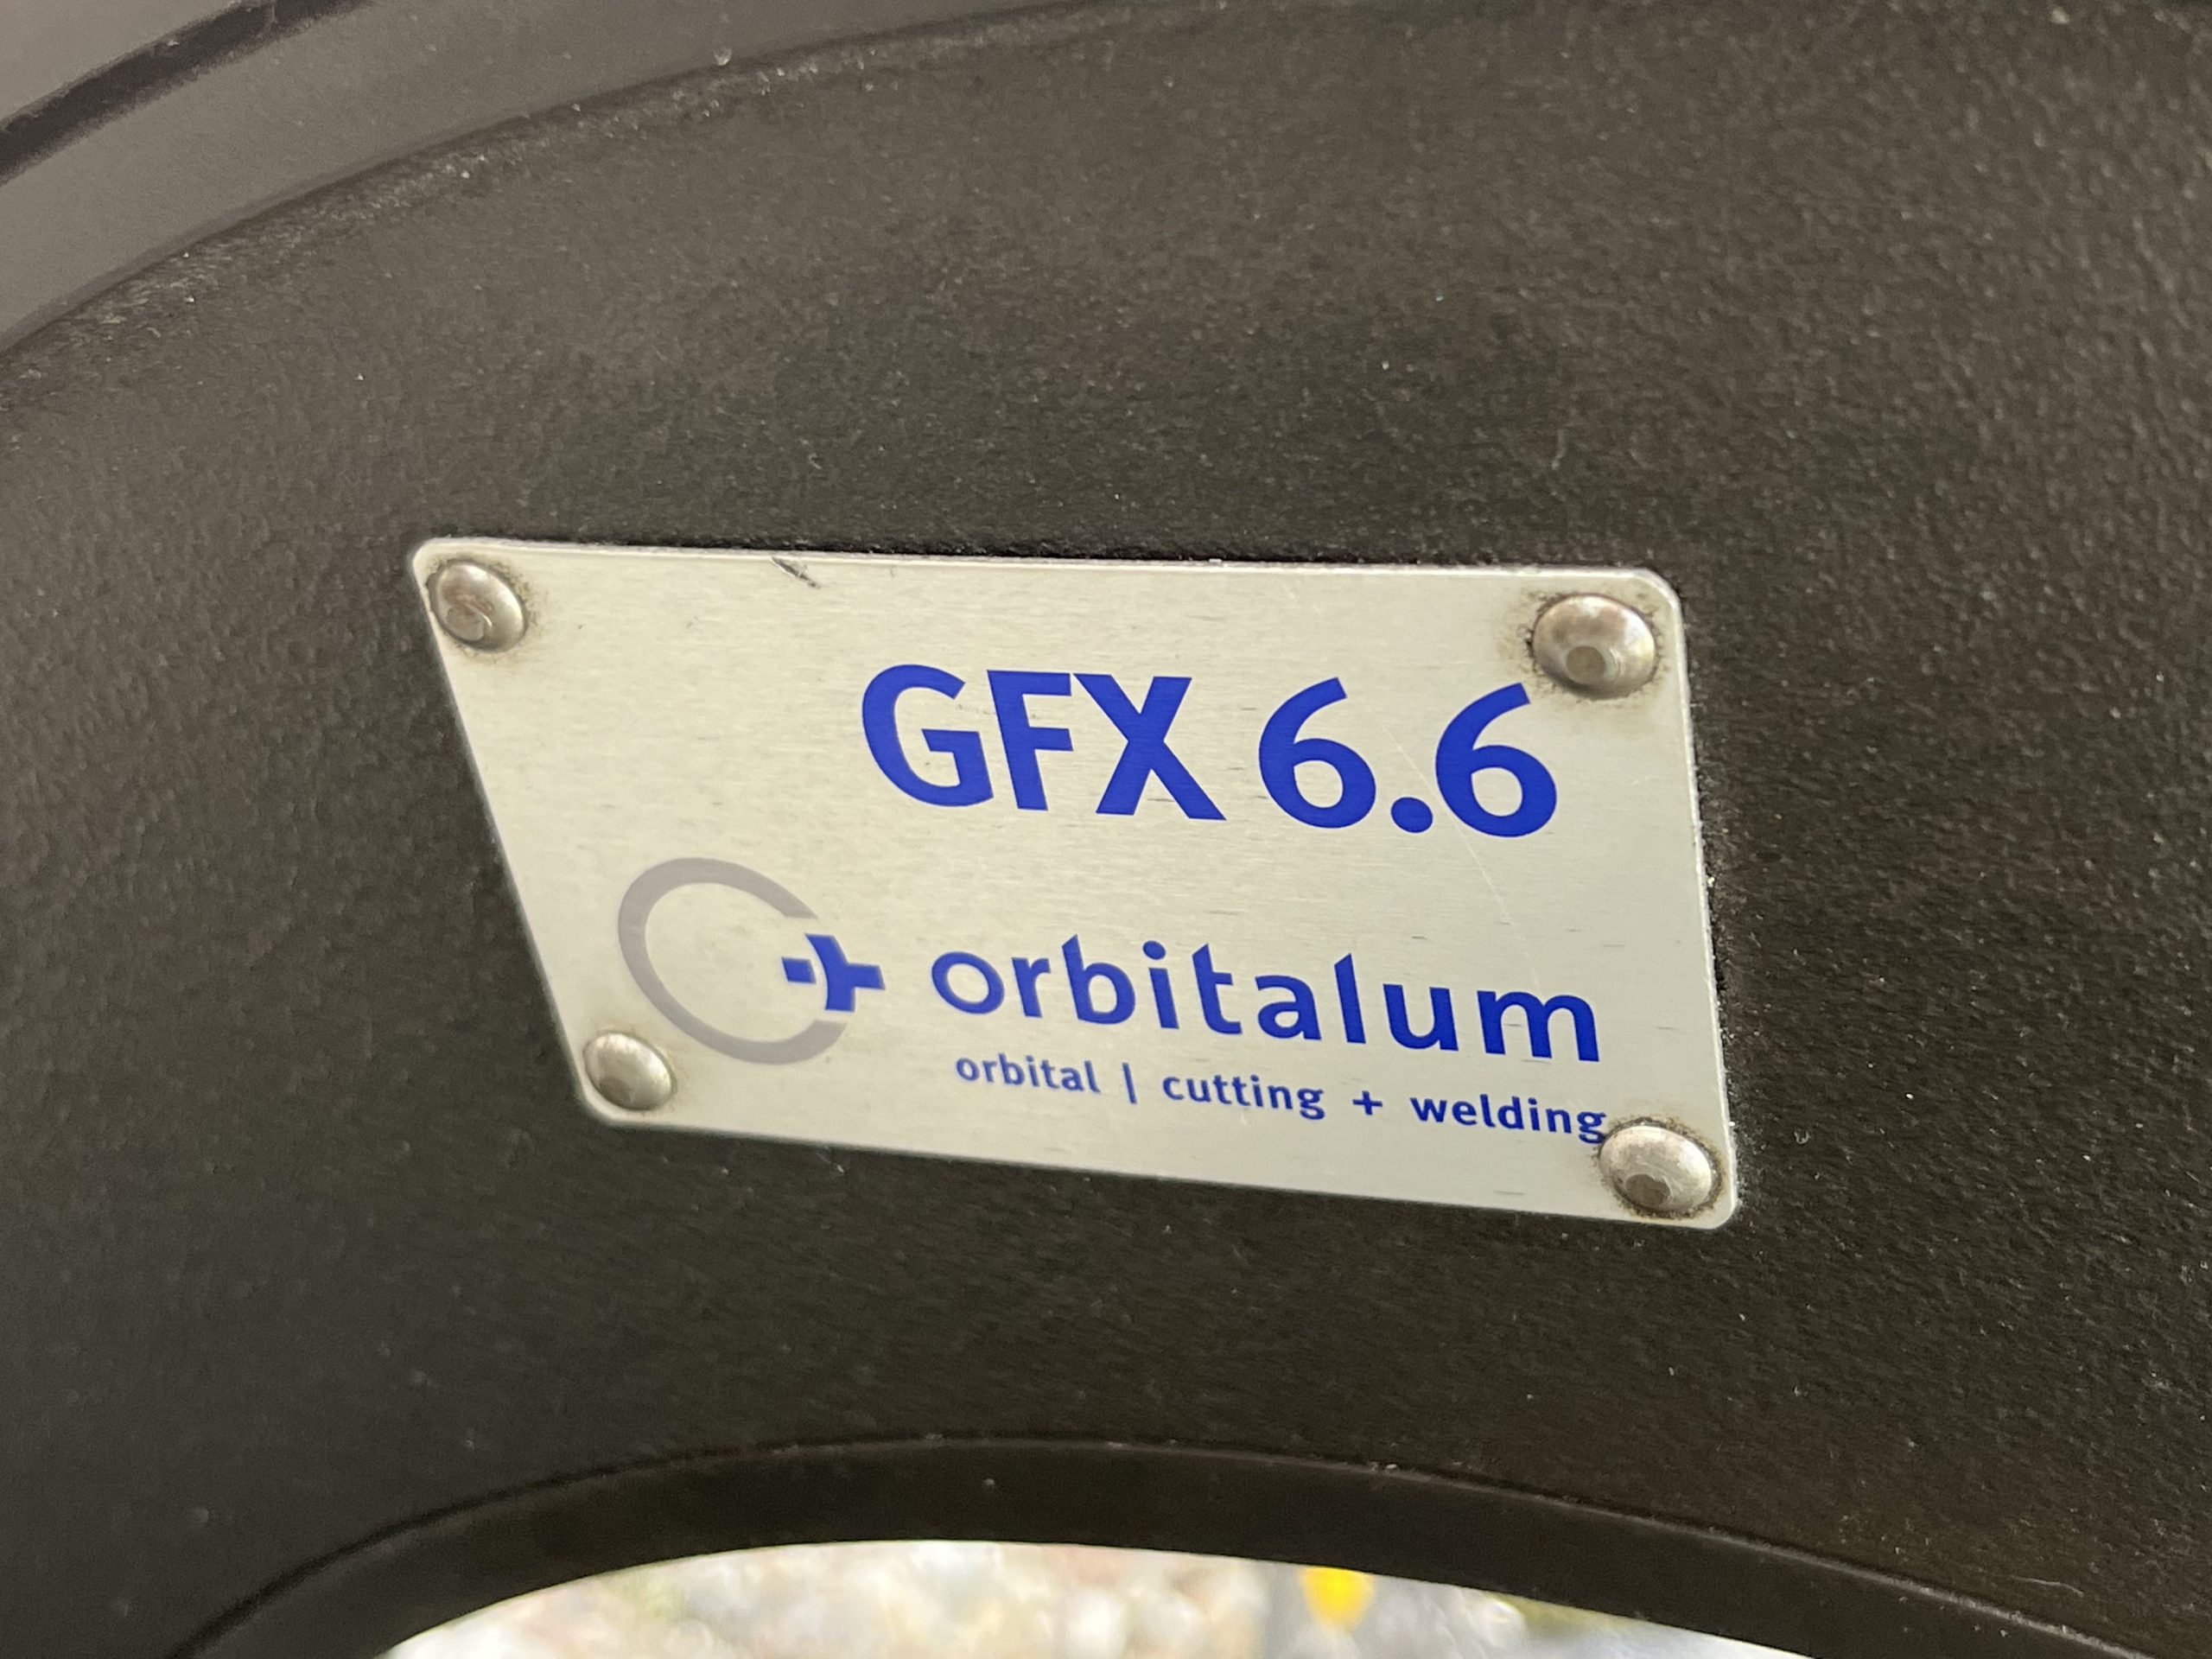 GFX 6.6
orbitalum
orbital | cutting + welding